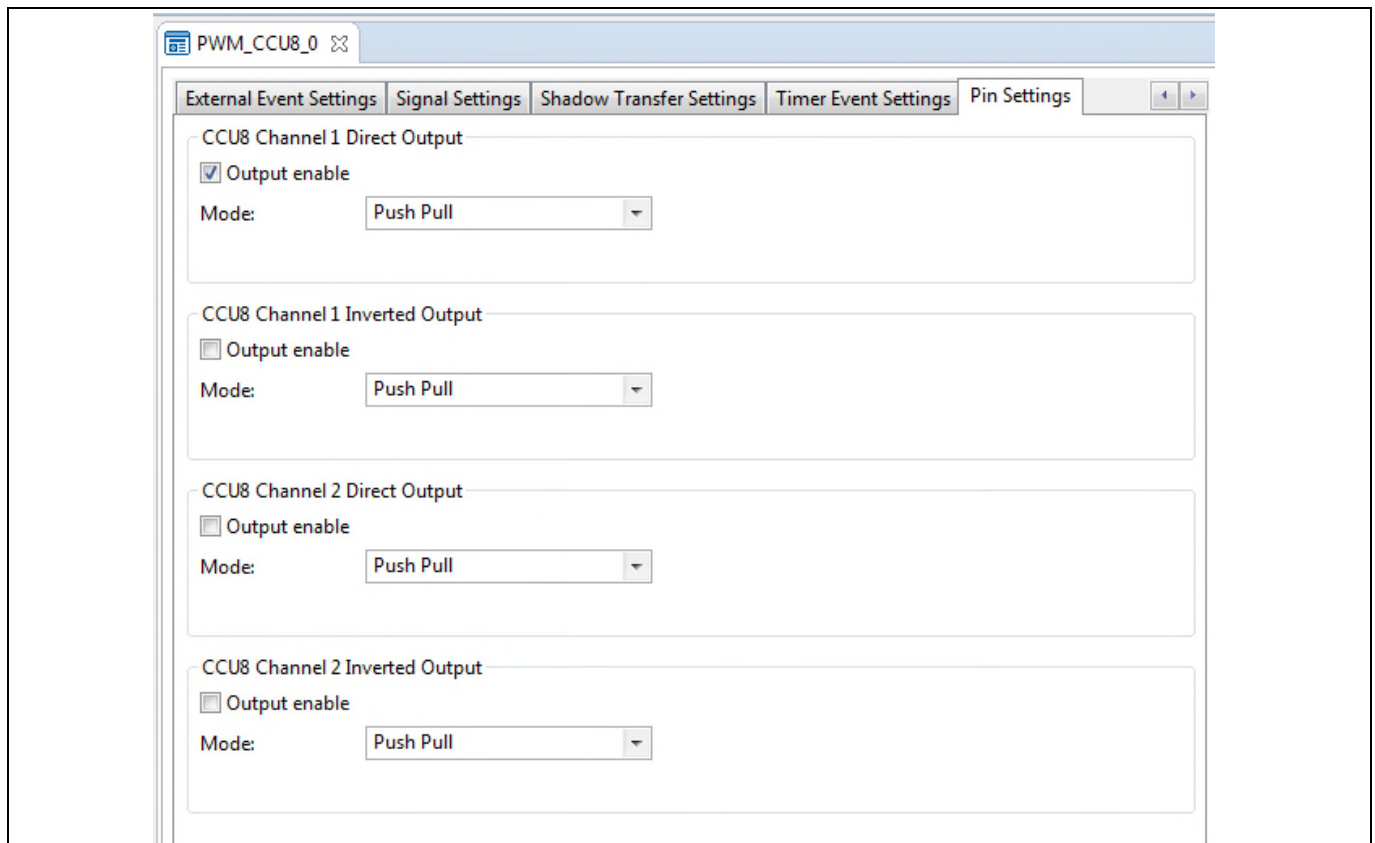 PWM_CCU8_0
External Event Settings Signal Settings Shadow Transfer Settings Timer Event Settings Pin Settings
CCU8 Channel 1 Direct Output
Output enable
Mode: Push Pull
CCU8 Channel 1 Inverted Output
Output enable
Mode: Push Pull
CCU8 Channel 2 Direct Output
Output enable
Mode: Push Pull
CCU8 Channel 2 Inverted Output
Output enable
Mode: Push Pull